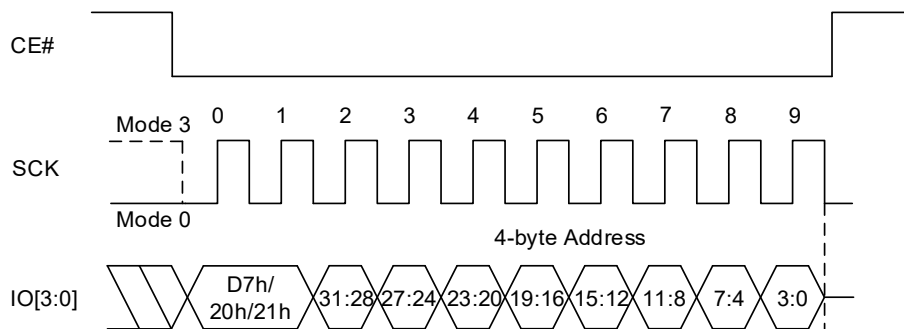 CE#
0 1 2 3 4 5 6 7 8 9
Mode 3
SCK
Mode 0
4-byte Address
IO[3:0]
D7h/
20h/21h
31:28 27:24 23:20 19:16 15:12 11:8 7:4 3:0